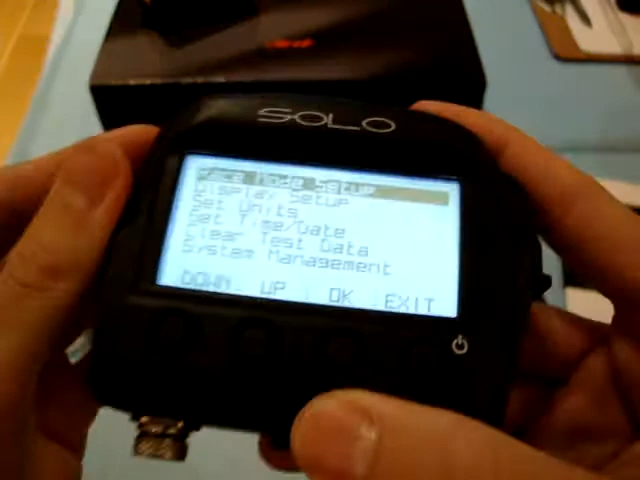 SOLO
Race Mode Setup
Display Setup
Set Units
Set Time/Date
Clear Test Data
System Management
DOWN UP OK EXIT